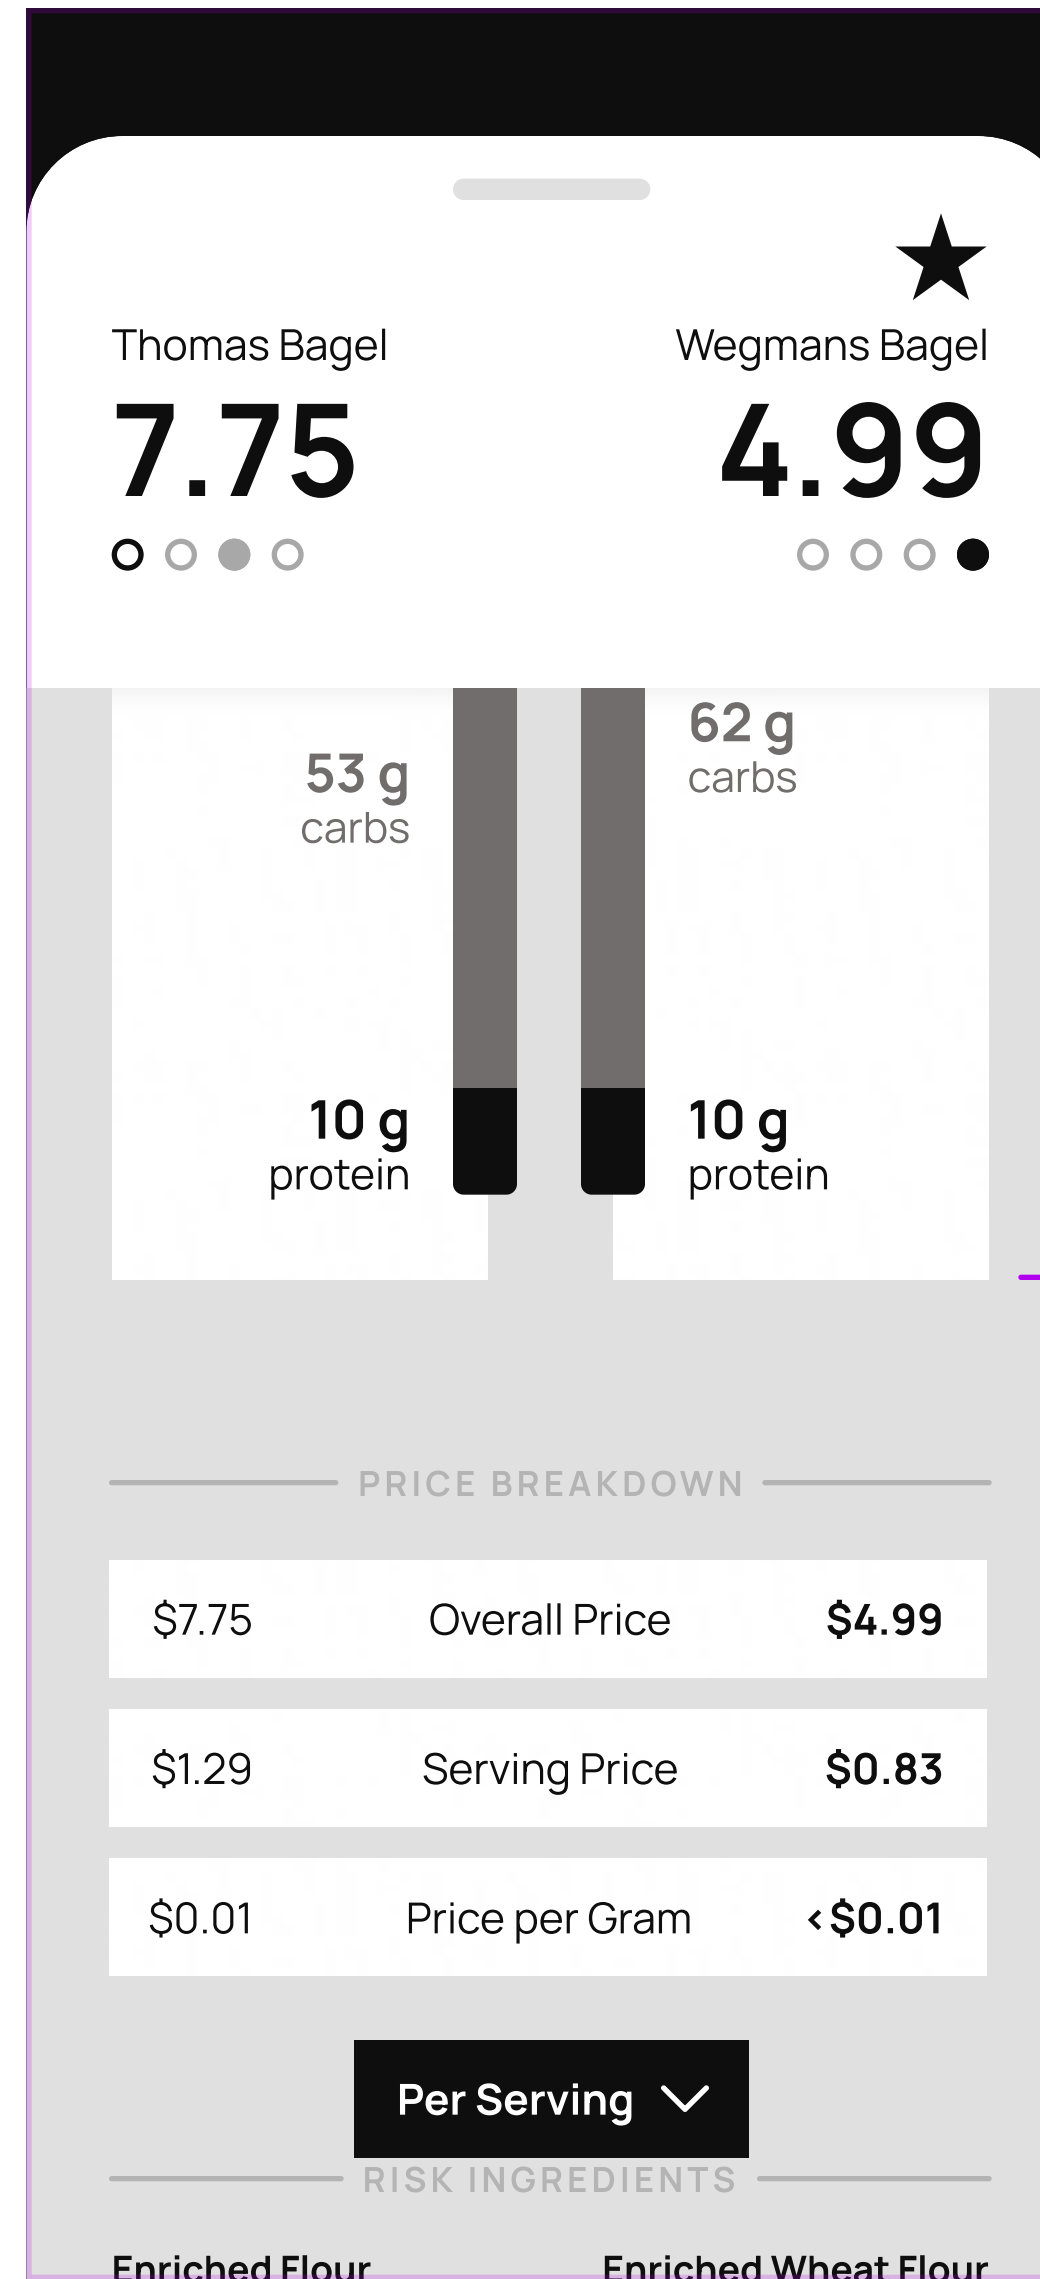 Thomas Bagel
Wegmans Bagel
7.75
4.99
53 g
carbs
62 g
carbs
10 g
protein
10 g
protein
PRICE BREAKDOWN
$7.75 Overall Price $4.99
$1.29 Serving Price $0.83
$0.01 Price per Gram <$0.01
Per Serving
RISK INGREDIENTS
Enriched Flour
Enriched Wheat Flour